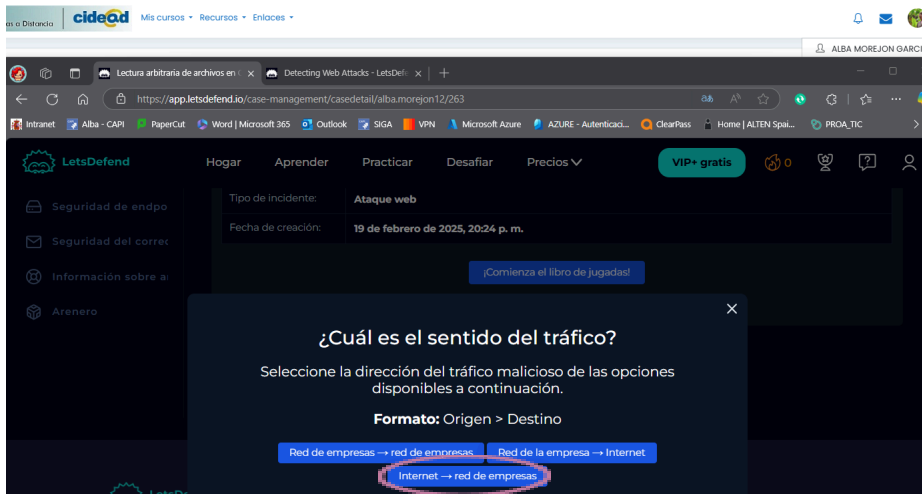 as a Distancia cidead Mis cursos Recursos Enlaces
ALBA MOREJON GARCI
Lectura arbitraria de archivos en Detecting Web Attacks - LetsDefe
https://app.letsdefend.io/case-management/casedetail/alba.morejon12/263
Intranet Alba - CAPI PaperCut Word | Microsoft 365 Outlook SIGA VPN Microsoft Azure AZURE - Autenticaci... ClearPass Home | ALTEN Spai... PROA_TIC
LetsDefend Hogar Aprender Practicar Desafiar Precios VIP+ gratis 0
Tipo de incidente: Ataque web
Seguridad de endpo
Fecha de creación: 19 de febrero de 2025, 20:24 p. m.
Seguridad del correc
Información sobre a
¡Comienza el libro de jugadas!
Arenero
¿Cuál es el sentido del tráfico?
Seleccione la dirección del tráfico malicioso de las opciones
disponibles a continuación.
Formato: Origen > Destino
Red de empresas → red de empresas Red de la empresa → Internet
Internet → red de empresas